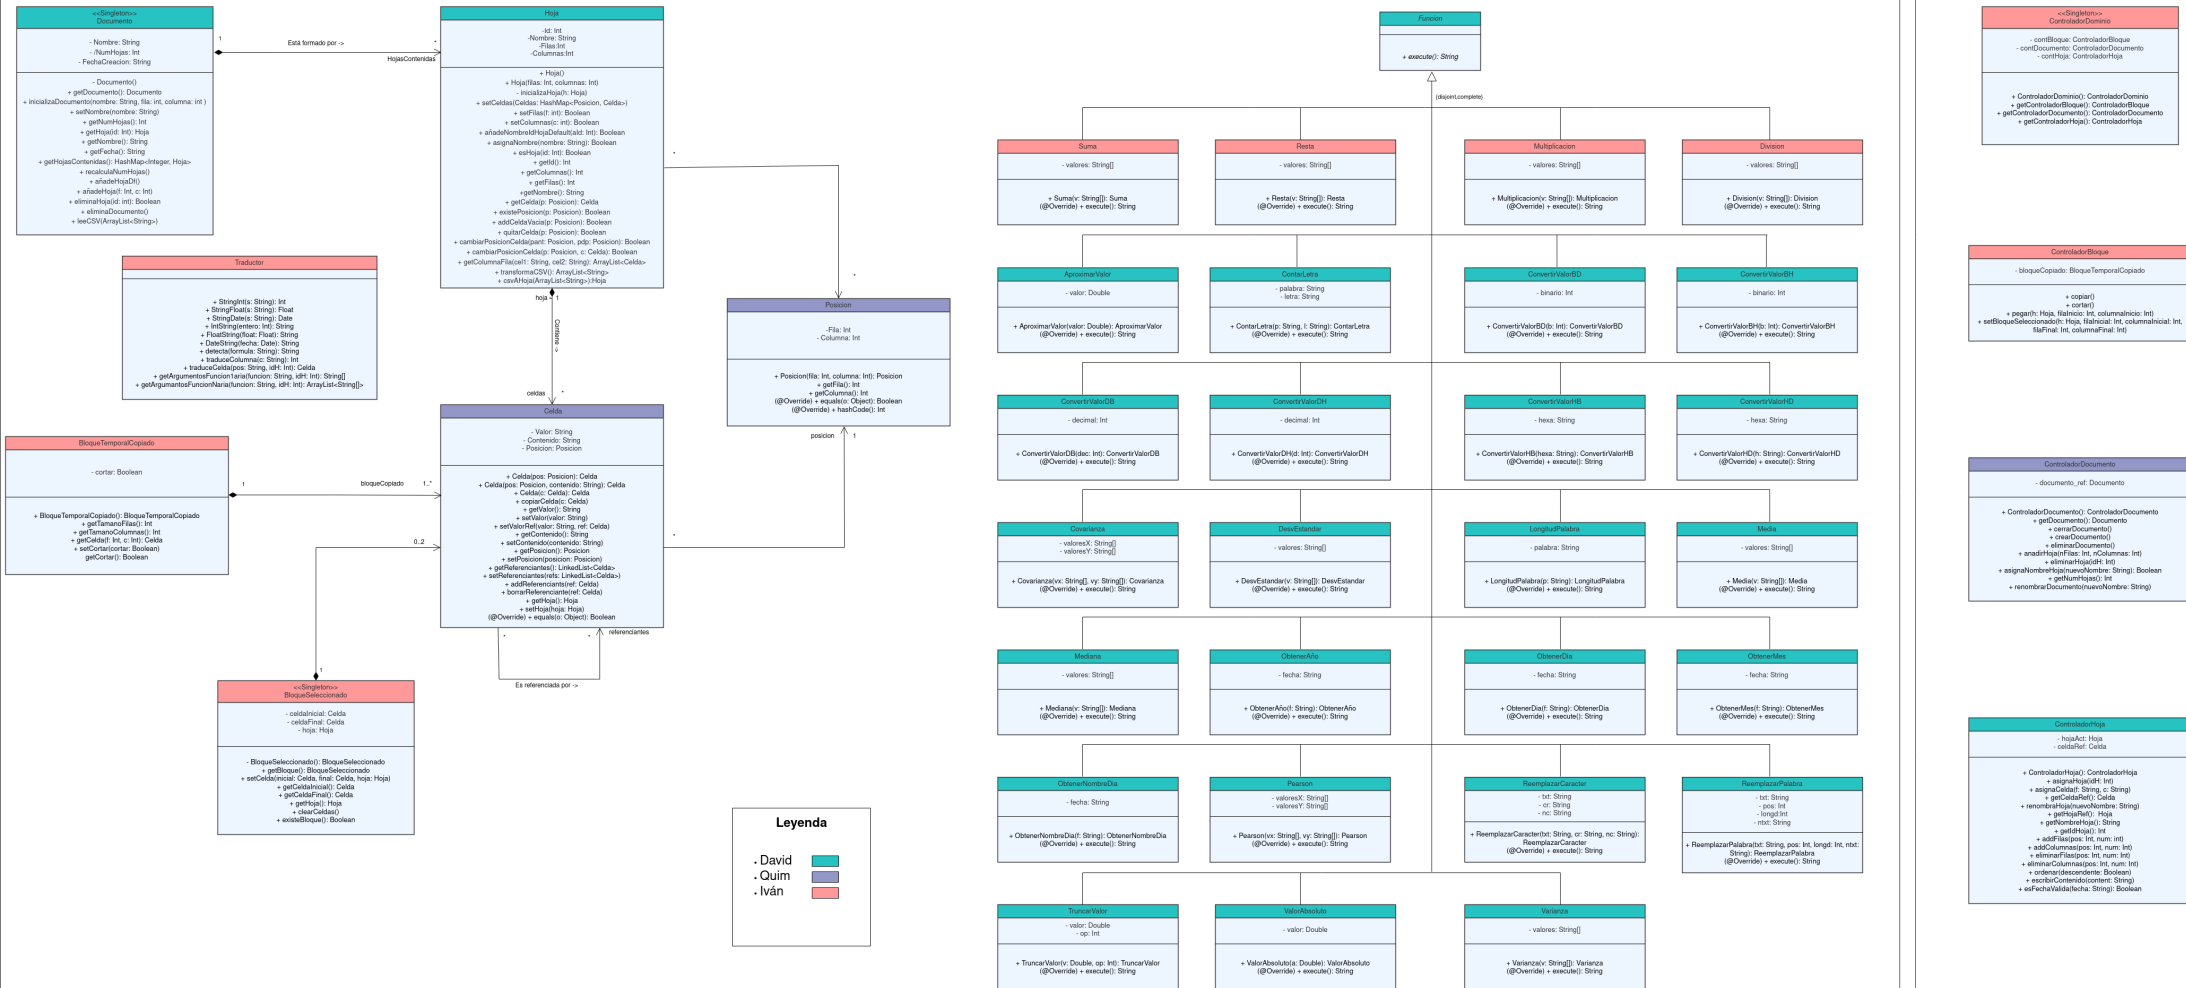 <<Singleton>>
Documento
- Nombre: String
- /NumHojas: Int
- FechaCreacion: String
- Documento()
+ getDocumento(): Documento
+ inicializaDocumento(nombre: String, fila: int, columna: int )
+ setNombre(nombre: String)
+ getNumHojas(): Int
+ getHoja(id: Int): Hoja
+ getNombre(): String
+ getFecha(): String
+ getHojasContenidas(): HashMap<Integer, Hoja>
+ recalculaNumHojas()
+ añadeHojaDf()
+ añadeHoja(f: Int, c: Int)
+ eliminaHoja(id: int): Boolean
+ eliminaDocumento()
+ leeCSV(ArrayList<String>)
1
Está formado por ->
*
HojasContenidas
Hoja
-Id: Int
-Nombre: String
-Filas:Int
-Columnas:Int
+ Hoja()
+ Hoja(filas: Int, columnas: Int)
- inicializaHoja(h: Hoja)
+ setCeldas(Celdas: HashMap<Posicion, Celda>)
+ setFilas(f: int): Boolean
+ setColumnas(c: int): Boolean
+ añadeNombreIdHojaDefault(aId: Int): Boolean
+ asignaNombre(nombre: String): Boolean
+ esHoja(id: Int): Boolean
+ getId(): Int
+ getColumnas(): Int
+ getFilas(): Int
+getNombre(): String
+ getCelda(p: Posicion): Celda
+ existePosicion(p: Posicion): Boolean
+ addCeldaVacia(p: Posicion): Boolean
+ quitarCelda(p: Posicion): Boolean
+ cambiarPosicionCelda(pant: Posicion, pdp: Posicion): Boolean
+ cambiarPosicionCelda(p: Posicion, c: Celda): Boolean
+ getColumnaFila(cel1: String, cel2: String): ArrayList<Celda>
+ transformaCSV(): ArrayList<String>
+ csvAHoja(ArrayList<String>):Hoja
*
*
hoja
1
Contiene ->
celdas
*
Traductor
+ StringInt(s: String): Int
+ StringFloat(s: String): Float
+ StringDate(s: String): Date
+ IntString(entero: Int): String
+ FloatString(float: Float): String
+ DateString(fecha: Date): String
+ detecta(formula: String): String
+ traduceColumna(c: String): Int
+ traduceCelda(pos: String, idH: Int): Celda
+ getArgumentosFuncion1aria(funcion: String, idH: Int): String[]
+ getArgumantosFuncionNaria(funcion: String, idH: Int): ArrayList<String[]>
Posicion
-Fila: Int
- Columna: Int
+ Posicion(fila: Int, columna: Int): Posicion
+ getFila(): Int
+ getColumna(): Int
(@Override) + equals(o: Object): Boolean
(@Override) + hashCode(): Int
posicion
1
*
Celda
- Valor: String
- Contenido: String
- Posicion: Posicion
+ Celda(pos: Posicion): Celda
+ Celda(pos: Posicion, contenido: String): Celda
+ Celda(c: Celda): Celda
+ copiarCelda(c: Celda)
+ getValor(): String
+ setValor(valor: String)
+ setValorRef(valor: String, ref: Celda)
+ getContenido(): String
+ setContenido(contenido: String)
+ getPosicion(): Posicion
+ setPosicion(posicion: Posicion)
+ getReferenciantes(): LinkedList<Celda>
+ setReferenciantes(refs: LinkedList<Celda>)
+ addReferenciants(ref: Celda)
+ borrarReferenciante(ref: Celda)
+ getHoja(): Hoja
+ setHoja(hoja: Hoja)
(@Override) + equals(o: Object): Boolean
*
*
referenciantes
Es referenciada por ->
BloqueTemporalCopiado
- cortar: Boolean
+ BloqueTemporalCopiado(): BloqueTemporalCopiado
+ getTamanoFilas(): Int
+ getTamanoColumnas(): Int
+ getCelda(f: Int, c: Int): Celda
+ setCortar(cortar: Boolean)
getCortar(): Boolean
1
bloqueCopiado
1..*
0..2
1
<<Singleton>>
BloqueSeleccionado
- celdaInicial: Celda
- celdaFinal: Celda
- hoja: Hoja
- BloqueSeleccionado(): BloqueSeleccionado
+ getBloque(): BloqueSeleccionado
+ setCelda(inicial: Celda, final: Celda, hoja: Hoja)
+ getCeldaInicial(): Celda
+ getCeldaFinal(): Celda
+ getHoja(): Hoja
+ clearCeldas()
+ existeBloque(): Boolean
Leyenda
. David
. Quim
. Iván
Funcion
+ execute(): String
{disjoint,complete}
Suma
- valores: String[]
+ Suma(v: String[]): Suma
(@Override) + execute(): String
Resta
- valores: String[]
+ Resta(v: String[]): Resta
(@Override) + execute(): String
Multiplicacion
- valores: String[]
+ Multiplicacion(v: String[]): Multiplicacion
(@Override) + execute(): String
Division
- valores: String[]
+ Division(v: String[]): Division
(@Override) + execute(): String
AproximarValor
- valor: Double
+ AproximarValor(valor: Double): AproximarValor
(@Override) + execute(): String
ContarLetra
- palabra: String
- letra: String
+ ContarLetra(p: String, l: String): ContarLetra
(@Override) + execute(): String
ConvertirValorBD
- binario: Int
+ ConvertirValorBD(b: Int): ConvertirValorBD
(@Override) + execute(): String
ConvertirValorBH
- binario: Int
+ ConvertirValorBH(b: Int): ConvertirValorBH
(@Override) + execute(): String
ConvertirValorDB
- decimal: Int
+ ConvertirValorDB(dec: Int): ConvertirValorDB
(@Override) + execute(): String
ConvertirValorDH
- decimal: Int
+ ConvertirValorDH(d: Int): ConvertirValorDH
(@Override) + execute(): String
ConvertirValorHB
- hexa: String
+ ConvertirValorHB(hexa: String): ConvertirValorHB
(@Override) + execute(): String
ConvertirValorHD
- hexa: String
+ ConvertirValorHD(h: String): ConvertirValorHD
(@Override) + execute(): String
Covarianza
- valoresX: String[]
- valoresY: String[]
+ Covarianza(vx: String[], vy: String[]): Covarianza
(@Override) + execute(): String
DesvEstandar
- valores: String[]
+ DesvEstandar(v: String[]): DesvEstandar
(@Override) + execute(): String
LongitudPalabra
- palabra: String
+ LongitudPalabra(p: String): LongitudPalabra
(@Override) + execute(): String
Media
- valores: String[]
+ Media(v: String[]): Media
(@Override) + execute(): String
Mediana
- valores: String[]
+ Mediana(v: String[]): Mediana
(@Override) + execute(): String
ObtenerAño
- fecha: String
+ ObtenerAño(f: String): ObtenerAño
(@Override) + execute(): String
ObtenerDia
- fecha: String
+ ObtenerDia(f: String): ObtenerDia
(@Override) + execute(): String
ObtenerMes
- fecha: String
+ ObtenerMes(f: String): ObtenerMes
(@Override) + execute(): String
ObtenerNombreDia
- fecha: String
+ ObtenerNombreDia(f: String): ObtenerNombreDia
(@Override) + execute(): String
Pearson
- valoresX: String[]
- valoresY: String[]
+ Pearson(vx: String[], vy: String[]): Pearson
(@Override) + execute(): String
ReemplazarCaracter
- txt: String
- cr: String
- nc: String
+ ReemplazarCaracter(txt: String, cr: String, nc: String):
ReemplazarCaracter
(@Override) + execute(): String
ReemplazarPalabra
- txt: String
- pos: Int
- longd:Int
- ntxt: String
+ ReemplazarPalabra(txt: String, pos: Int, longd: Int, ntxt:
String): ReemplazarPalabra
(@Override) + execute(): String
TruncarValor
- valor: Double
- op: Int
+ TruncarValor(v: Double, op: Int): TruncarValor
(@Override) + execute(): String
ValorAbsoluto
- valor: Double
+ ValorAbsoluto(a: Double): ValorAbsoluto
(@Override) + execute(): String
Varianza
- valores: String[]
+ Varianza(v: String[]): Varianza
(@Override) + execute(): String
<<Singleton>>
ControladorDominio
- contBloque: ControladorBloque
- contDocumento: ControladorDocumento
- contHoja: ControladorHoja
+ ControladorDominio(): ControladorDominio
+ getControladorBloque(): ControladorBloque
+ getControladorDocumento(): ControladorDocumento
+ getControladorHoja(): ControladorHoja
ControladorBloque
- bloqueCopiado: BloqueTemporalCopiado
+ copiar()
+ cortar()
+ pegar(h: Hoja, filaInicio: Int, columnaInicio: Int)
+ setBloqueSeleccionado(h: Hoja, filaInicial: Int, columnaInicial: Int,
filaFinal: Int, columnaFinal: Int)
ControladorDocumento
- documento_ref: Documento
+ ControladorDocumento(): ControladorDocumento
+ getDocumento(): Documento
+ cerrarDocumento()
+ crearDocumento()
+ eliminarDocumento()
+ anadirHoja(nFilas: Int, nColumnas: Int)
+ eliminarHoja(idH: Int)
+ asignaNombreHoja(nuevoNombre: String): Boolean
+ getNumHojas(): Int
+ renombrarDocumento(nuevoNombre: String)
ControladorHoja
- hojaAct: Hoja
- celdaRef: Celda
+ ControladorHoja(): ControladorHoja
+ asignaHoja(idH: Int)
+ asignaCelda(f: String, c: String)
+ getCeldaRef(): Celda
+ renombraHoja(nuevoNombre: String)
+ getHojaRef(): Hoja
+ getNombreHoja(): String
+ getIdHoja(): Int
+ addFilas(pos: Int, num: int)
+ addColumnas(pos: Int, num: Int)
+ eliminarFilas(pos: Int, num: Int)
+ eliminarColumnas(pos: Int, num: Int)
+ ordenar(descendente: Boolean)
+ escribirContenido(content: String)
+ esFechaValida(fecha: String): Boolean